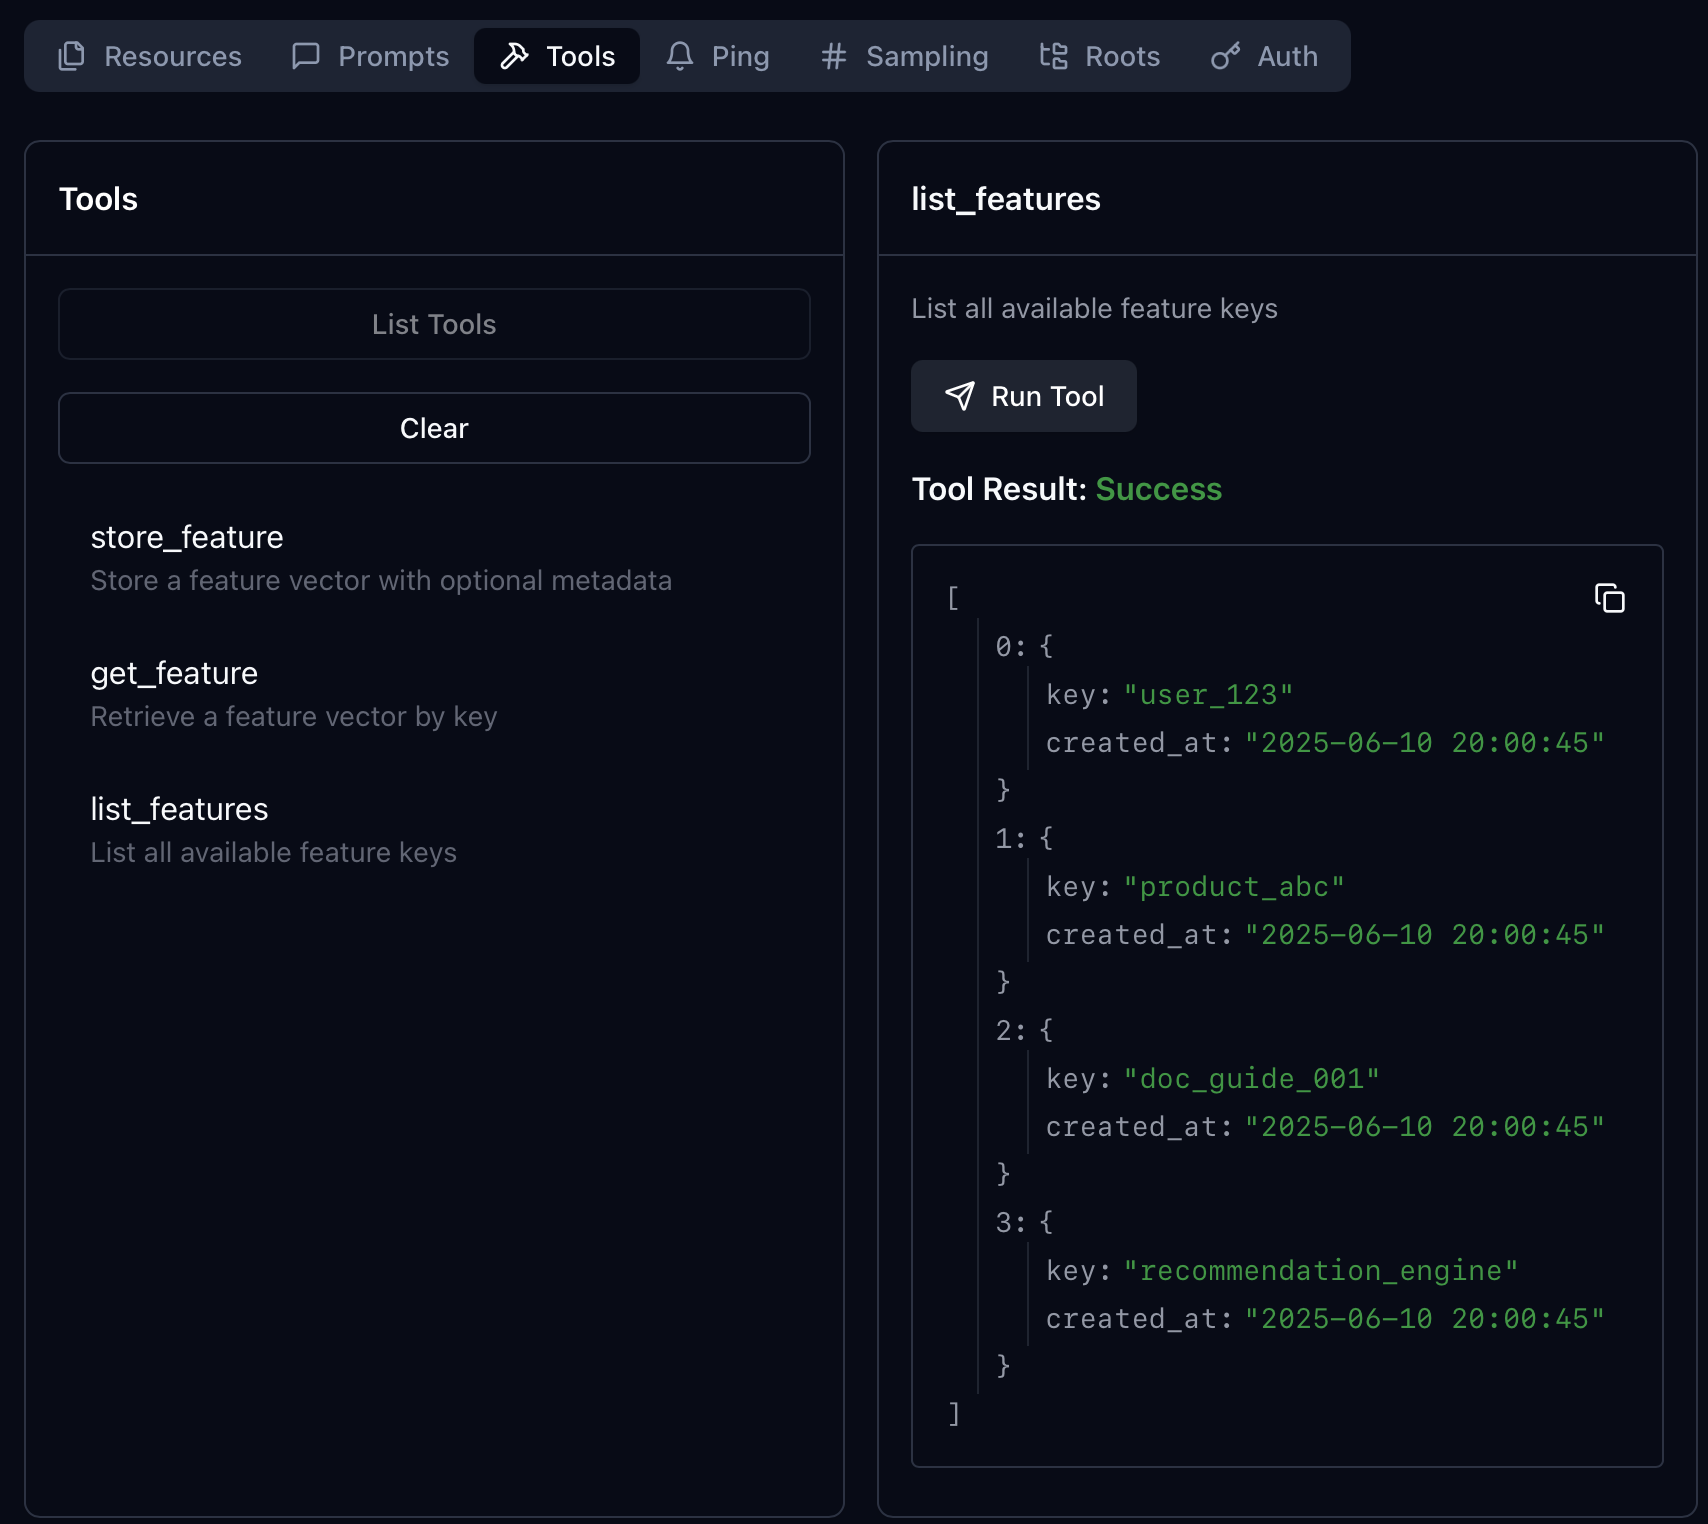 Resources Prompts Tools Ping Sampling Roots Auth
Tools
List Tools
Clear
store_feature
Store a feature vector with optional metadata
get_feature
Retrieve a feature vector by key
list_features
List all available feature keys
list_features
List all available feature keys
Run Tool
Tool Result: Success
[
0: {
key: "user_123"
created_at: "2025-06-10 20:00:45"
}
1: {
key: "product_abc"
created_at: "2025-06-10 20:00:45"
}
2: {
key: "doc_guide_001"
created_at: "2025-06-10 20:00:45"
}
3: {
key: "recommendation_engine"
created_at: "2025-06-10 20:00:45"
}
]